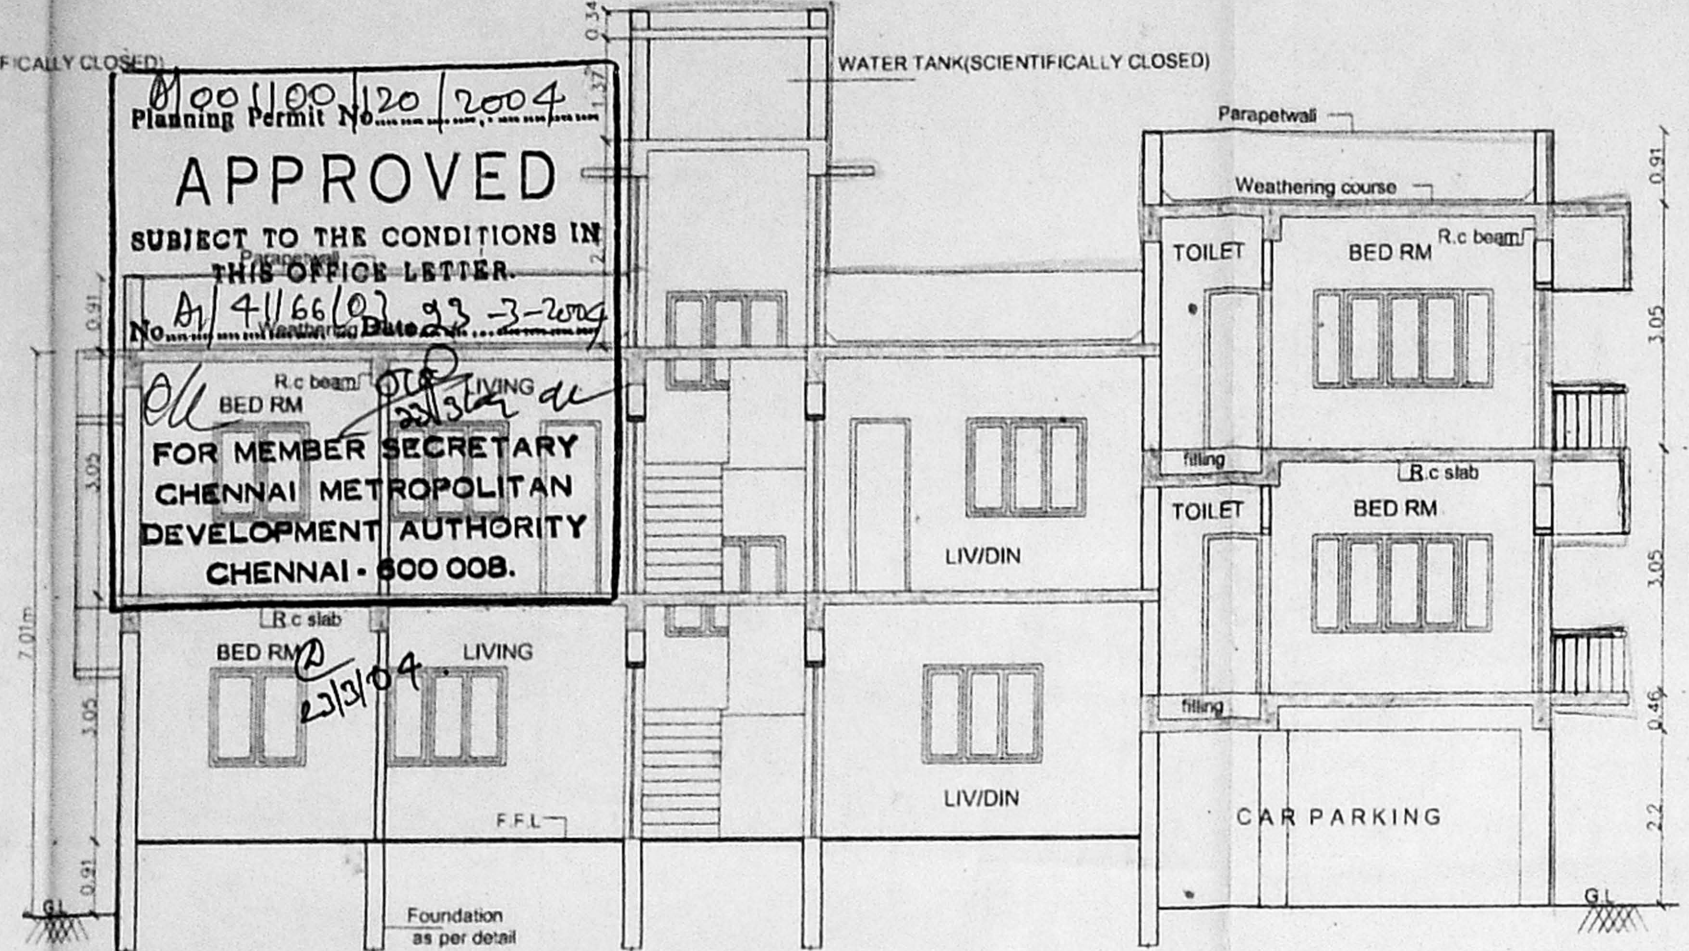 FICALLY CLOSED)
Planning Permit No. 001/00/120/2004
APPROVED
SUBJECT TO THE CONDITIONS IN
THIS OFFICE LETTER.
Parapetwall
No. A1/41166/03 Date 23-3-2004
Weathering
R.c beam
BED RM
LIVING
FOR MEMBER SECRETARY
CHENNAI METROPOLITAN
DEVELOPMENT AUTHORITY
CHENNAI - 600 008.
R.c slab
BED RM
LIVING
23/3/04
F.F.L
Foundation
as per detail
G.L
0.91
3.05
3.05
0.91
7.01m
0.34
1.37
WATER TANK(SCIENTIFICALLY CLOSED)
LIV/DIN
LIV/DIN
Parapetwall
Weathering course
TOILET
BED RM
R.c beam
filling
R.c slab
TOILET
BED RM
filling
CAR PARKING
G.L
0.91
3.05
3.05
0.46
2.2